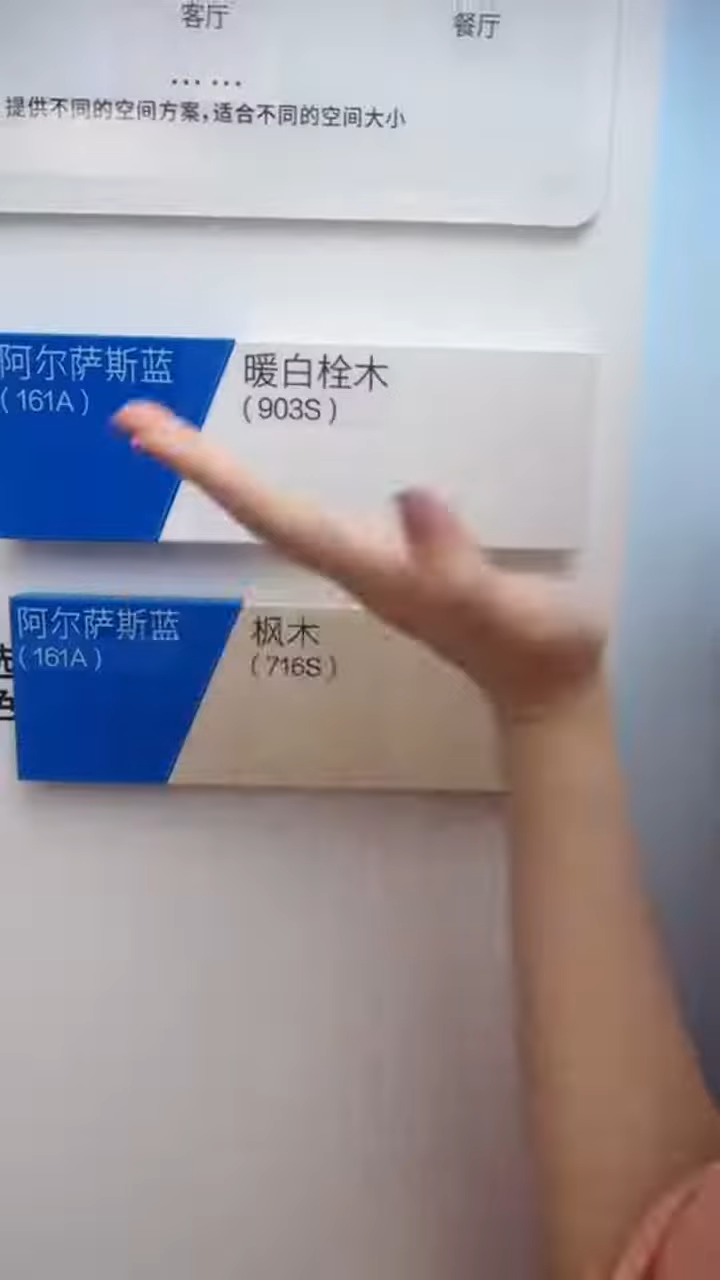 客厅
餐厅
……
提供不同的空间方案，适合不同的空间大小
阿尔萨斯蓝
（161A）
暖白栓木
（903S）
阿尔萨斯蓝
（161A）
枫木
（716S）
选
色